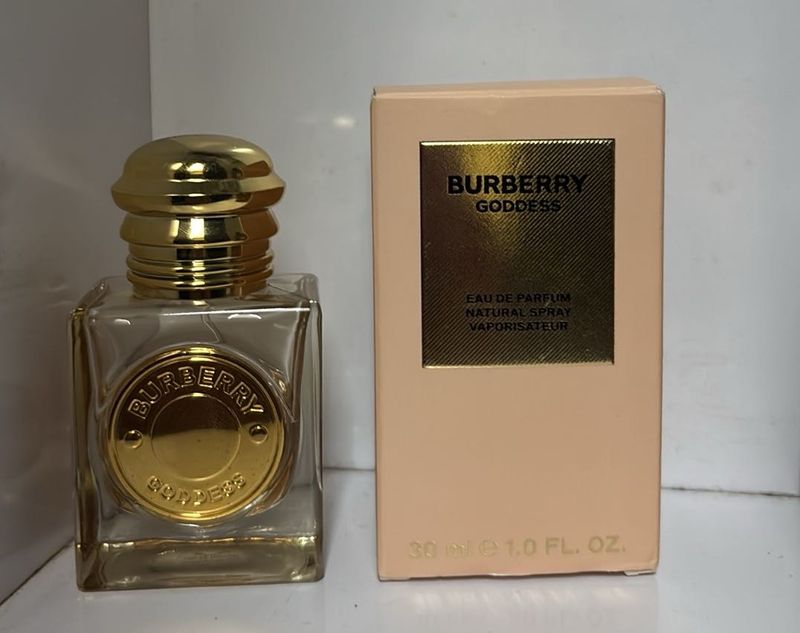 BURBERRY
GODDESS
BURBERRY
GODDESS
EAU DE PARFUM
NATURAL SPRAY
VAPORISATEUR
30 ml ℮ 1.0 FL. OZ.